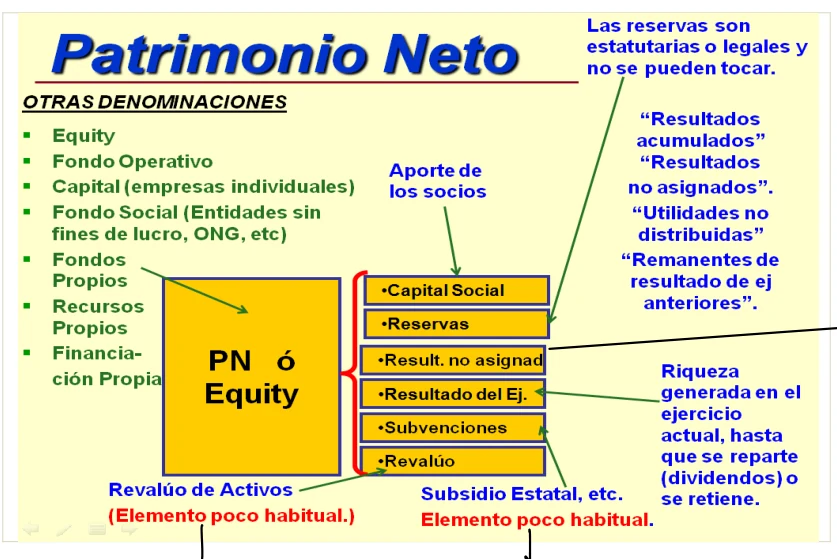 Patrimonio Neto
Las reservas son
estatutarias o legales y
no se pueden tocar.
OTRAS DENOMINACIONES
Equity
Fondo Operativo
Capital (empresas individuales)
Fondo Social (Entidades sin
fines de lucro, ONG, etc)
Fondos
Propios
Recursos
Propios
Financia-
ción Propia
Aporte de
los socios
“Resultados
acumulados”
“Resultados
no asignados”.
“Utilidades no
distribuidas”
“Remanentes de
resultado de ej
anteriores”.
PN ó
Equity
•Capital Social
•Reservas
•Result. no asignad
•Resultado del Ej.
•Subvenciones
•Revalúo
Riqueza
generada en el
ejercicio
actual, hasta
que se reparte
(dividendos) o
se retiene.
Revalúo de Activos
(Elemento poco habitual.)
Subsidio Estatal, etc.
Elemento poco habitual.